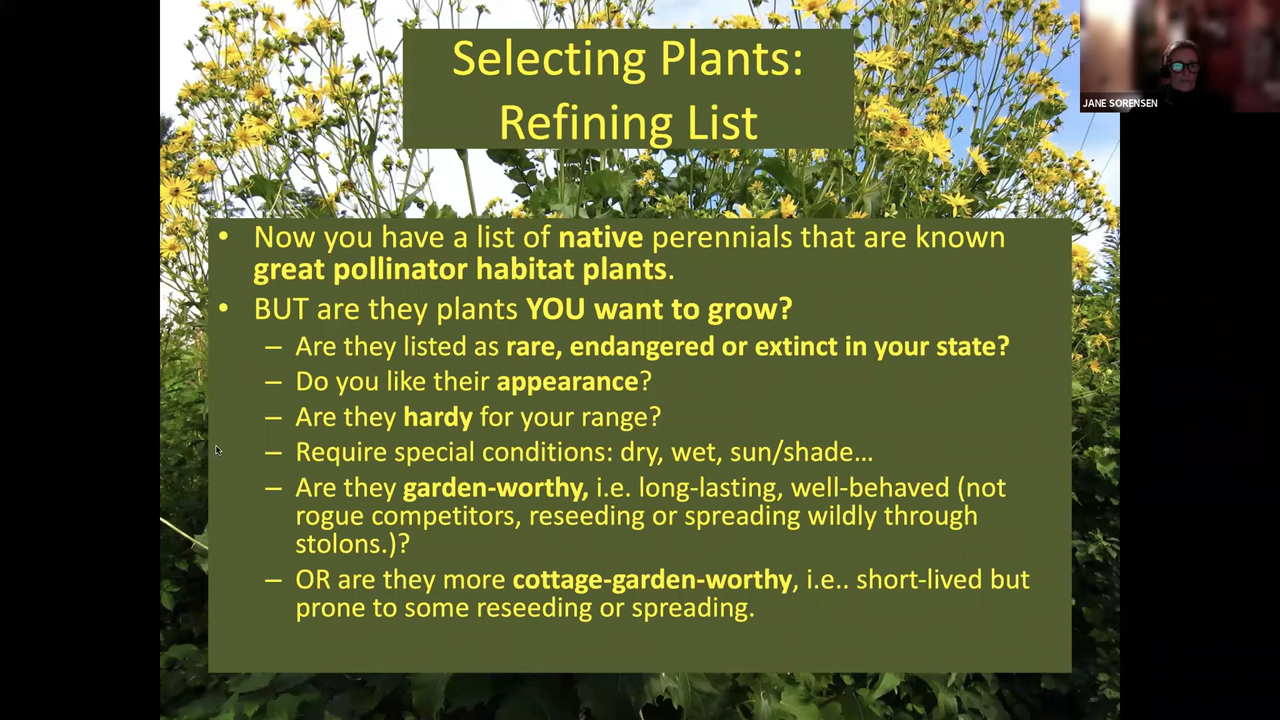 Selecting Plants:
Refining List
JANE SORENSEN
• Now you have a list of native perennials that are known
great pollinator habitat plants.
• BUT are they plants YOU want to grow?
– Are they listed as rare, endangered or extinct in your state?
– Do you like their appearance?
– Are they hardy for your range?
– Require special conditions: dry, wet, sun/shade…
– Are they garden-worthy, i.e. long-lasting, well-behaved (not
rogue competitors, reseeding or spreading wildly through
stolons.)?
– OR are they more cottage-garden-worthy, i.e.. short-lived but
prone to some reseeding or spreading.